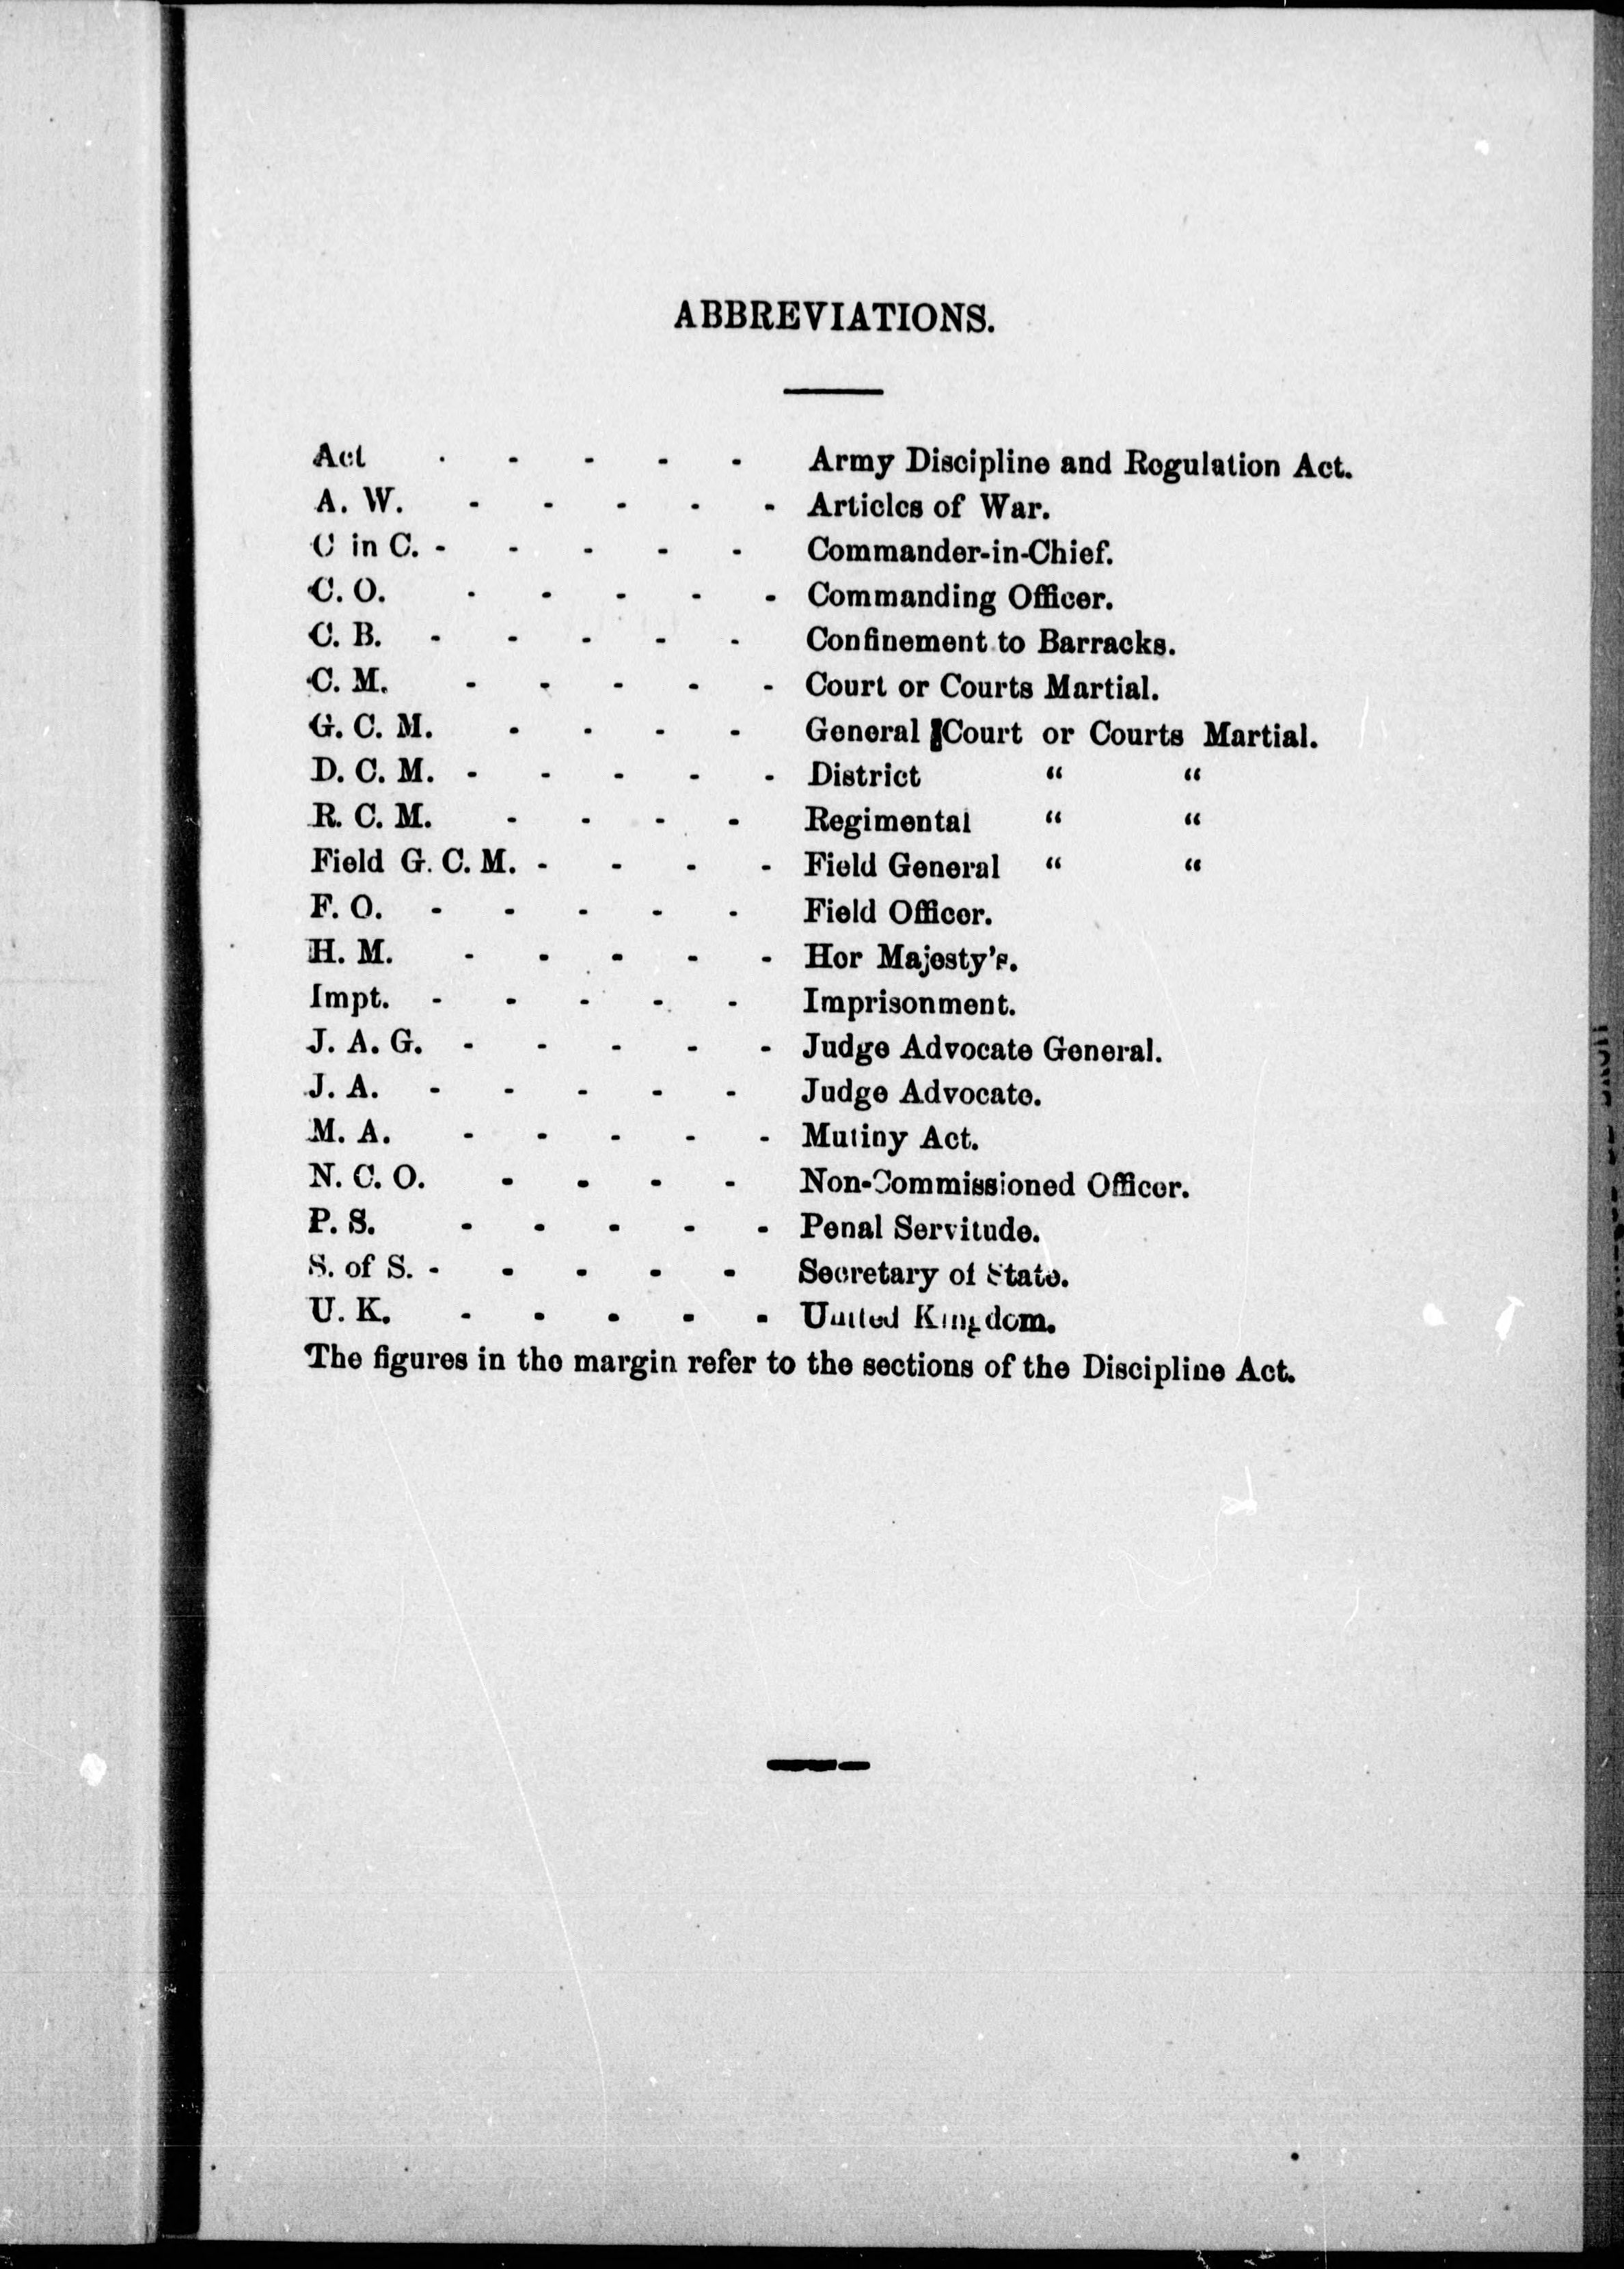 ABBREVIATIONS.
Act - - - - - Army Discipline and Regulation Act.
A. W. - - - - - Articles of War.
C in C. - - - - - Commander-in-Chief.
C. O. - - - - - Commanding Officer.
C. B. - - - - - Confinement to Barracks.
C. M. - - - - - Court or Courts Martial.
G. C. M. - - - - General Court or Courts Martial.
D. C. M. - - - - - District “ “
R. C. M. - - - - Regimental “ “
Field G. C. M. - - - - Field General “ “
F. O. - - - - - Field Officer.
H. M. - - - - - Her Majesty's.
Impt. - - - - - Imprisonment.
J. A. G. - - - - - Judge Advocate General.
J. A. - - - - - Judge Advocate.
M. A. - - - - - Mutiny Act.
N. C. O. - - - - Non-Commissioned Officer.
P. S. - - - - - Penal Servitude.
S. of S. - - - - - Secretary of State.
U. K. - - - - - United Kingdom.
The figures in the margin refer to the sections of the Discipline Act.